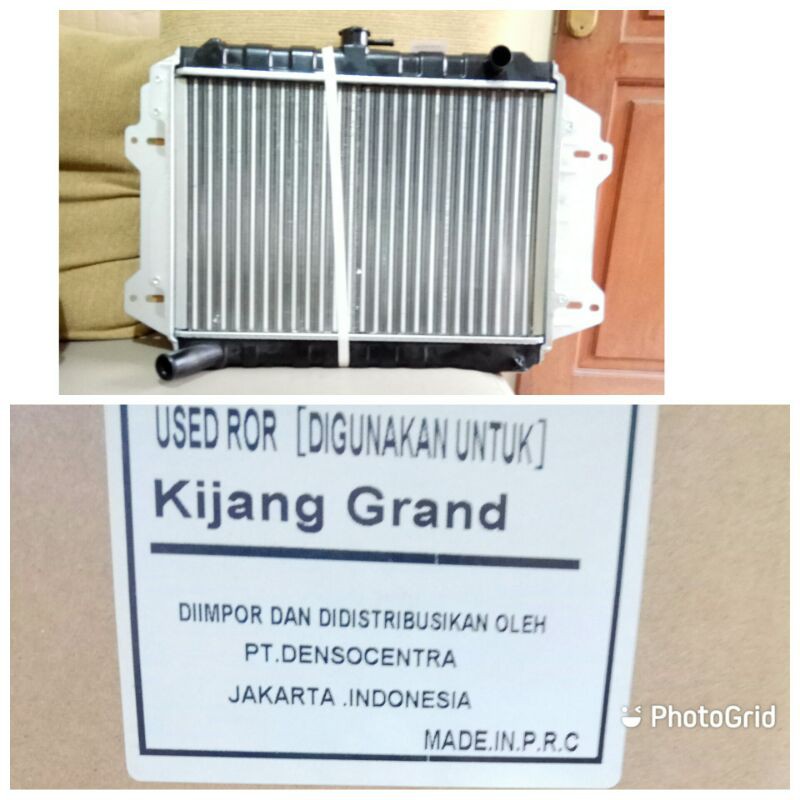 USED ROR [DIGUNAKAN UNTUK]
Kijang Grand
DIIMPOR DAN DIDISTRIBUSIKAN OLEH
PT.DENSOCENTRA
JAKARTA .INDONESIA
MADE.IN.P.R.C
PhotoGrid